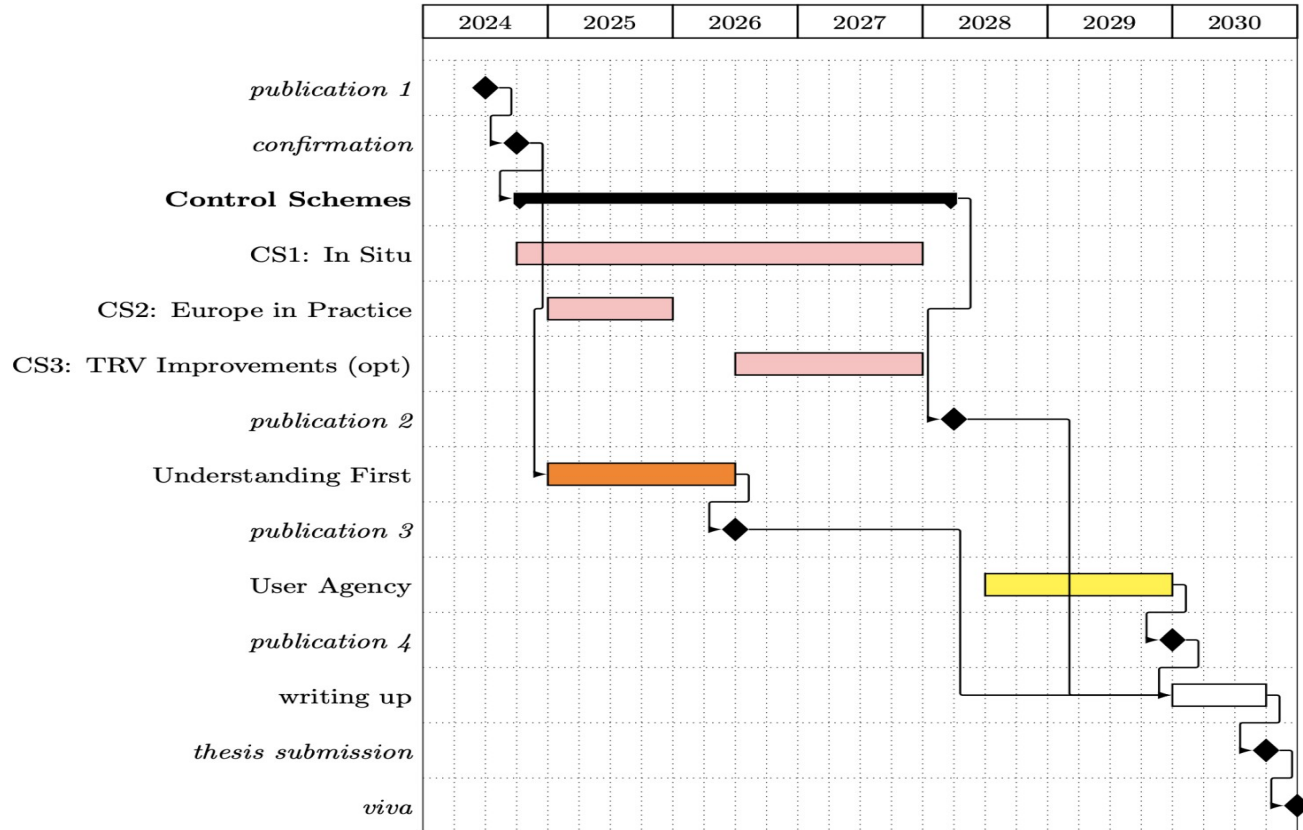 2024 2025 2026 2027 2028 2029 2030
publication 1
confirmation
Control Schemes
CS1: In Situ
CS2: Europe in Practice
CS3: TRV Improvements (opt)
publication 2
Understanding First
publication 3
User Agency
publication 4
writing up
thesis submission
viva